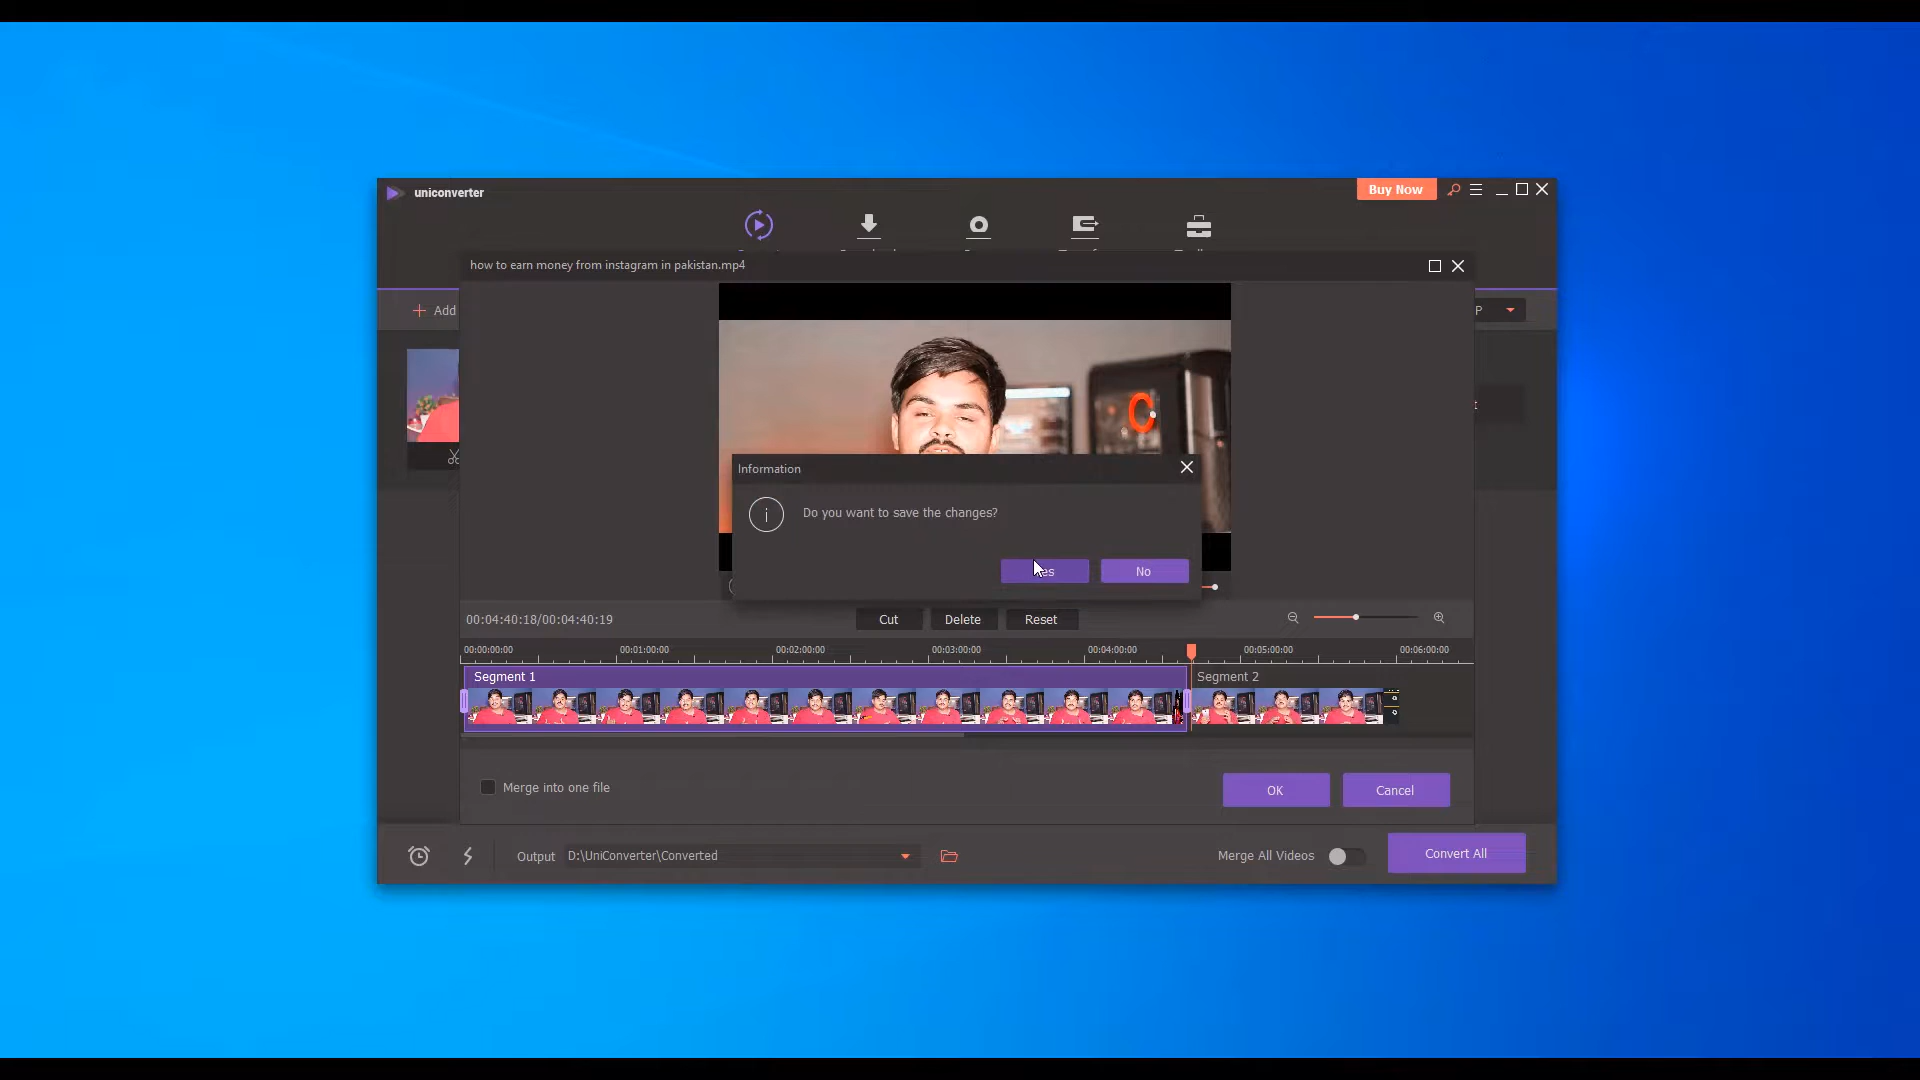 uniconverter
Buy Now
how to earn money from instagram in pakistan.mp4
Add
P
Information
Do you want to save the changes?
No
00:04:40:18/00:04:40:19
Cut
Delete
Reset
00:00:00:00
00:01:00:00
00:02:00:00
00:03:00:00
00:04:00:00
00:05:00:00
00:06:00:00
Segment 1
Segment 2
Merge into one file
OK
Cancel
Output
D:\UniConverter\Converted
Merge All Videos
Convert All